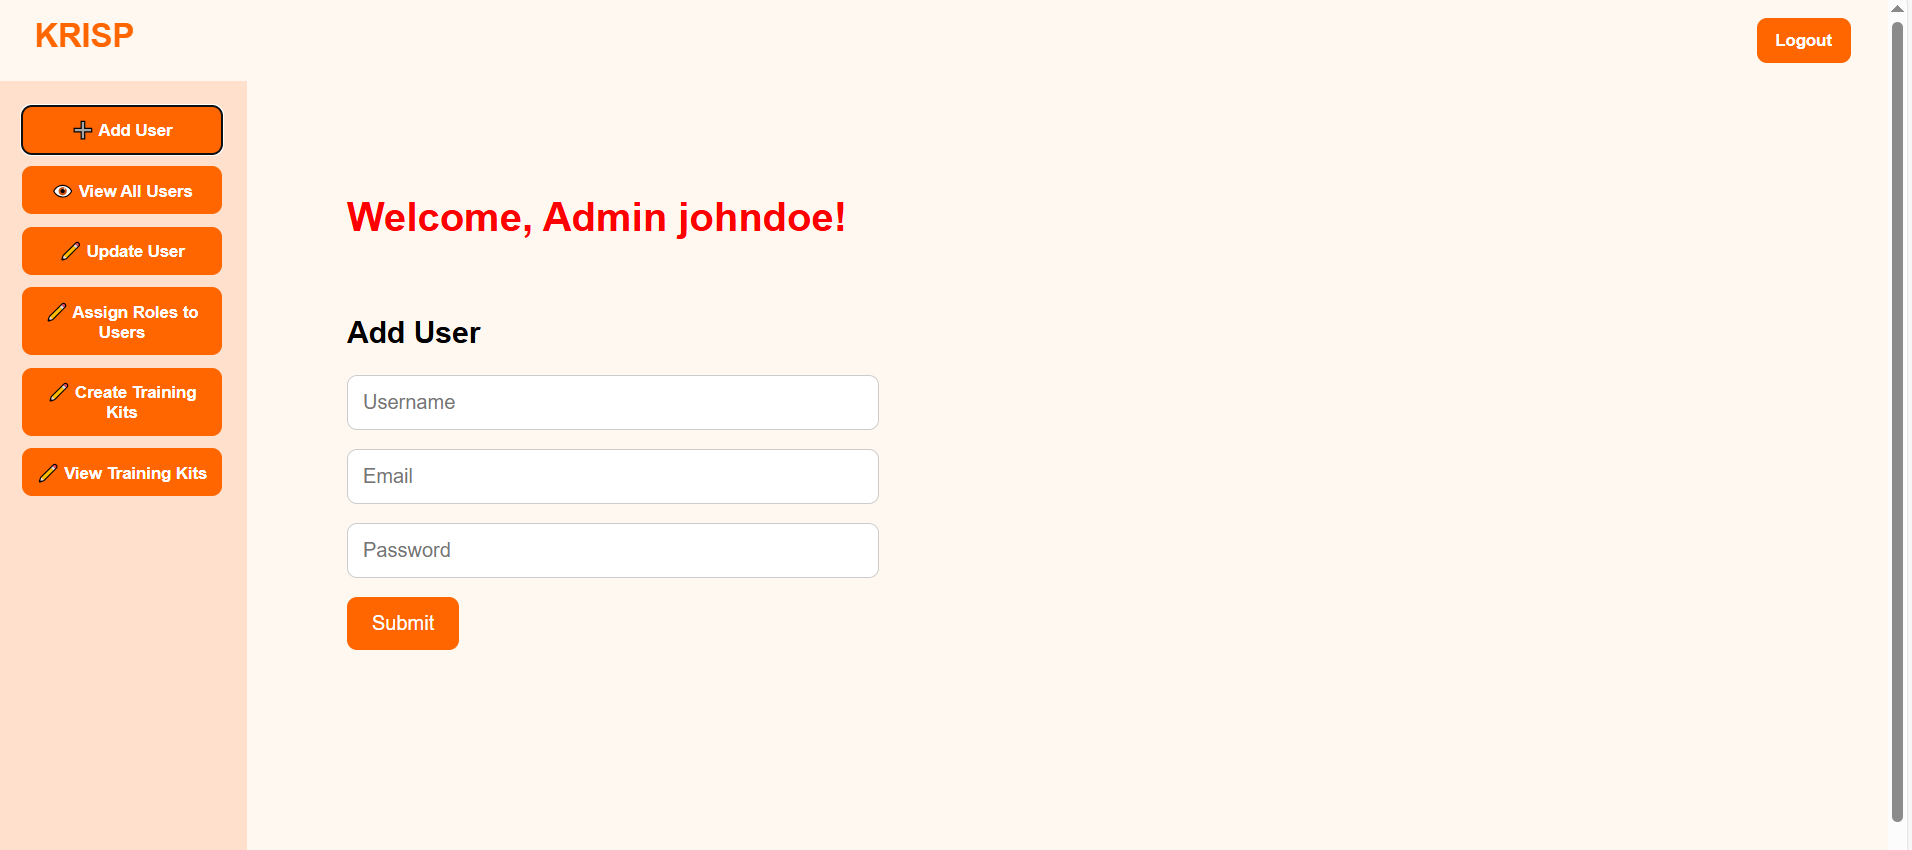 KRISP
Logout
➕ Add User
👁 View All Users
✏️ Update User
✏️ Assign Roles to
Users
✏️ Create Training
Kits
✏️ View Training Kits
Welcome, Admin johndoe!
Add User
Username
Email
Password
Submit